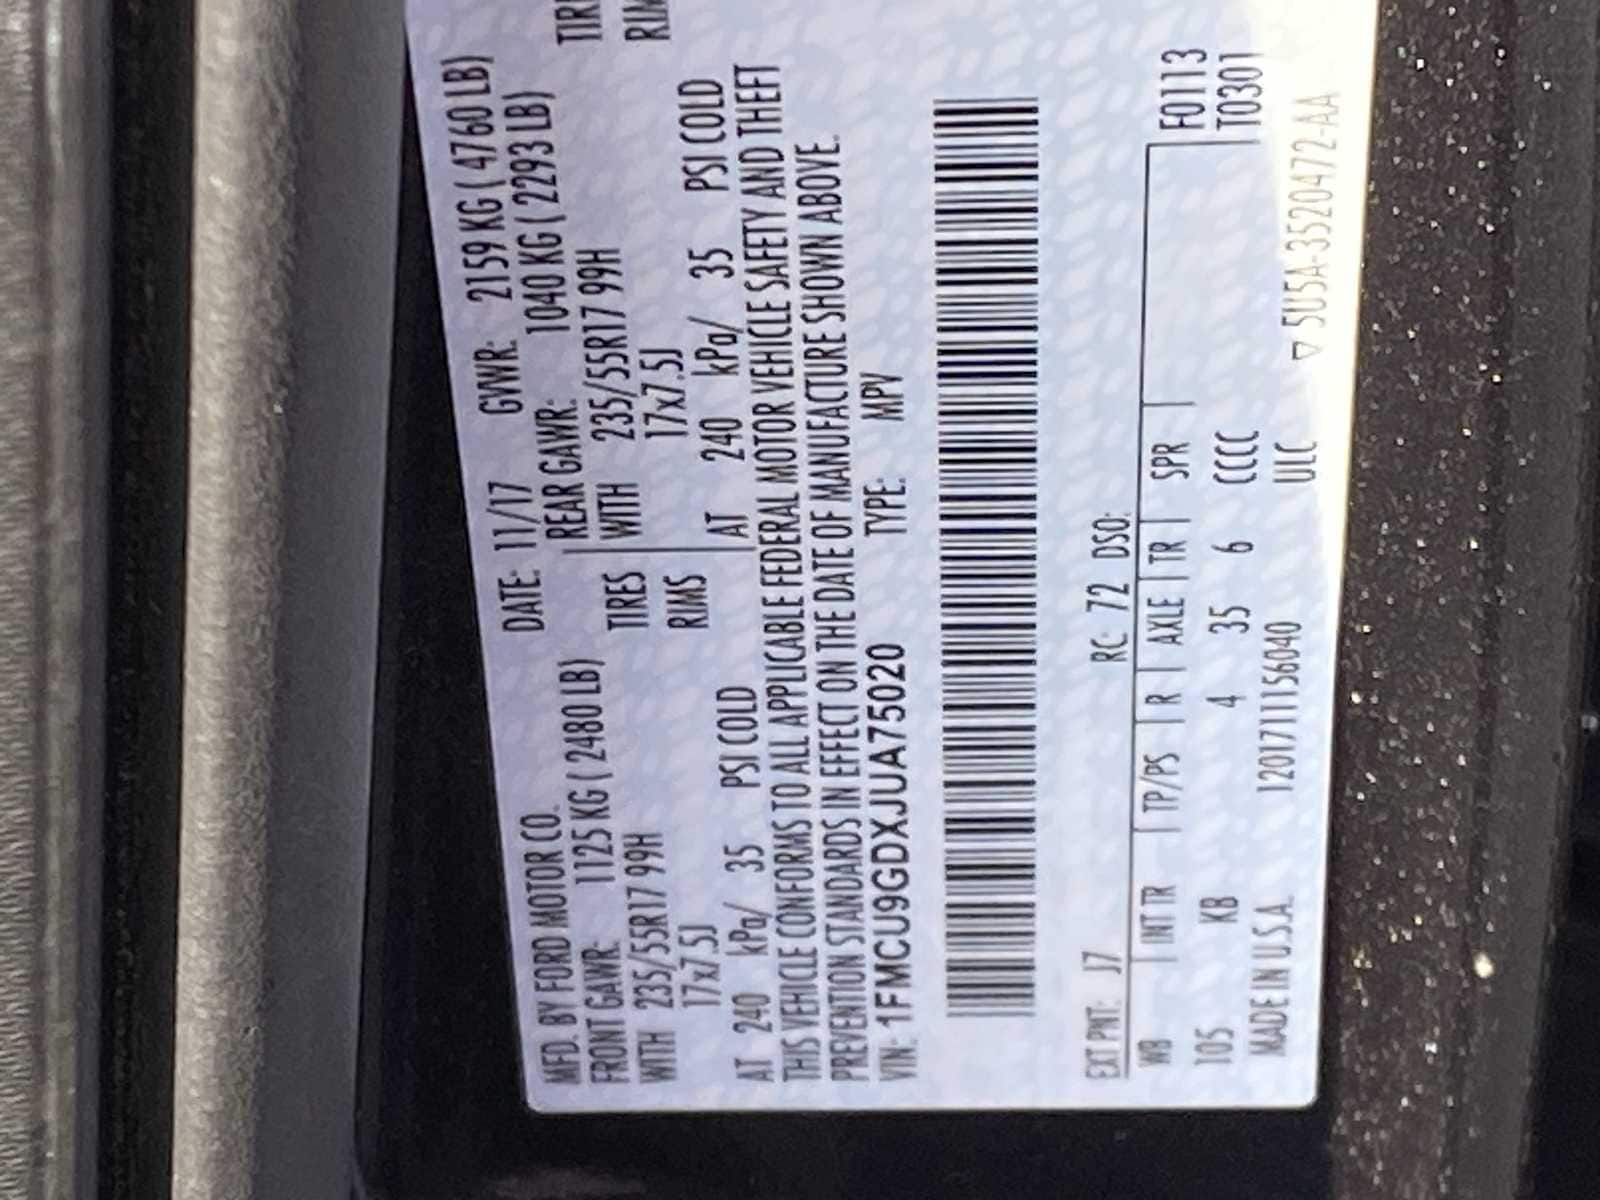 MFD. BY FORD MOTOR CO. DATE: 11/17 GVWR: 2159 KG ( 4760 LB)
FRONT GAWR: 1125 KG ( 2480 LB) REAR GAWR: 1040 KG ( 2293 LB)
WITH 235/55R17 99H TIRES WITH 235/55R17 99H TIR
17x7.5J RIMS 17x7.5J RIM
AT 240 kPa/ 35 PSI COLD AT 240 kPa/ 35 PSI COLD
THIS VEHICLE CONFORMS TO ALL APPLICABLE FEDERAL MOTOR VEHICLE SAFETY AND THEFT
PREVENTION STANDARDS IN EFFECT ON THE DATE OF MANUFACTURE SHOWN ABOVE.
VIN: 1FMCU9GDXJUA75020 TYPE: MPV
EXT PNT: J7 RC: 72 DSO:
WB INT TR TP/PS R AXLE TR SPR F0113
105 KB 4 35 6 CCCC T0301
MADE IN U.S.A. 12017111156040 ULC
▽ 5U5A-3520472-AA